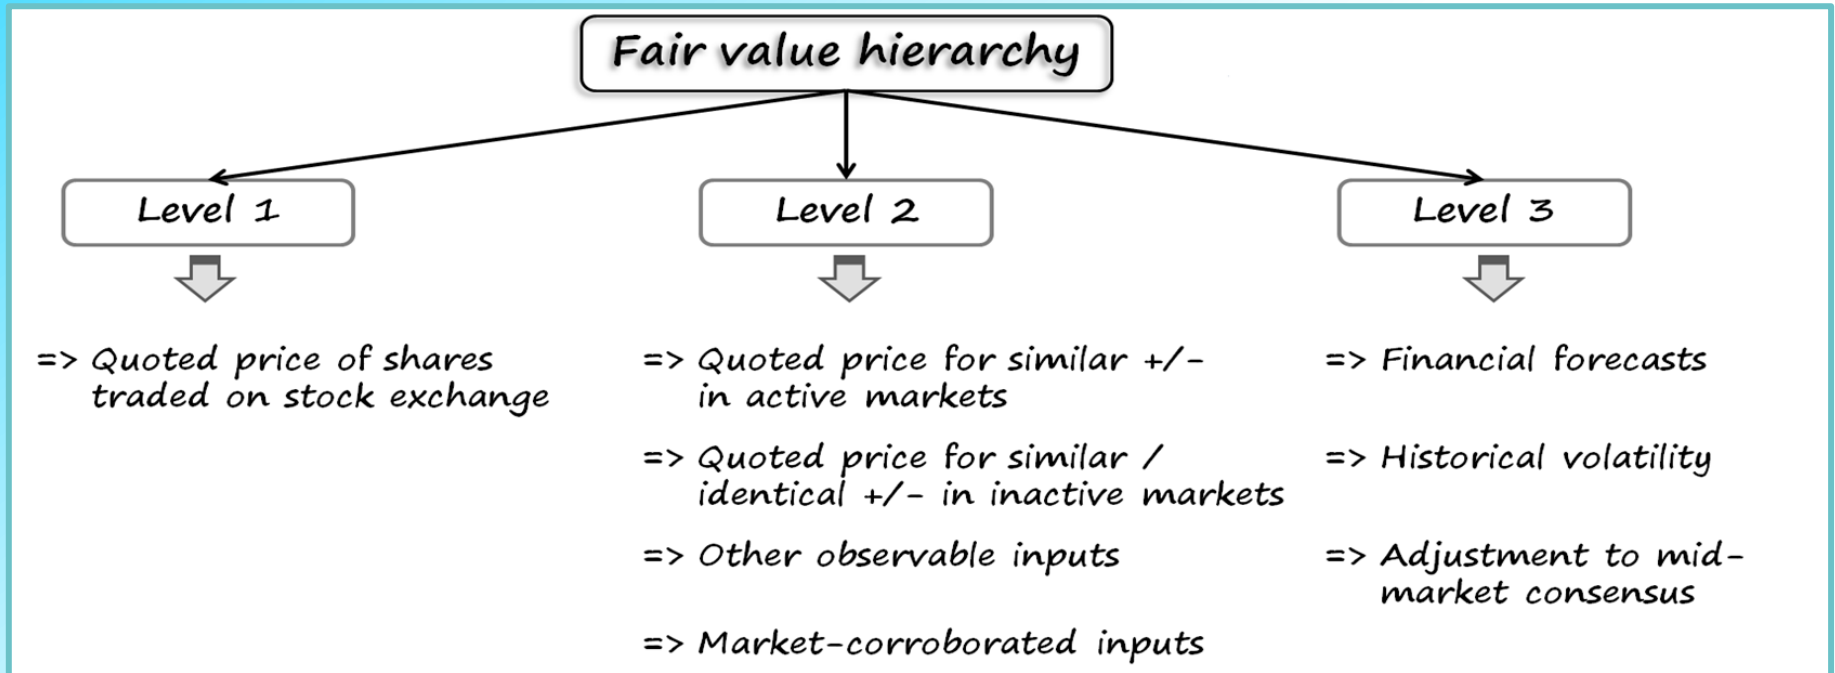 Fair value hierarchy
Level 1
=> Quoted price of shares
traded on stock exchange
Level 2
=> Quoted price for similar +/-
in active markets
=> Quoted price for similar /
identical +/- in inactive markets
=> Other observable inputs
=> Market-corroborated inputs
Level 3
=> Financial forecasts
=> Historical volatility
=> Adjustment to mid-
market consensus